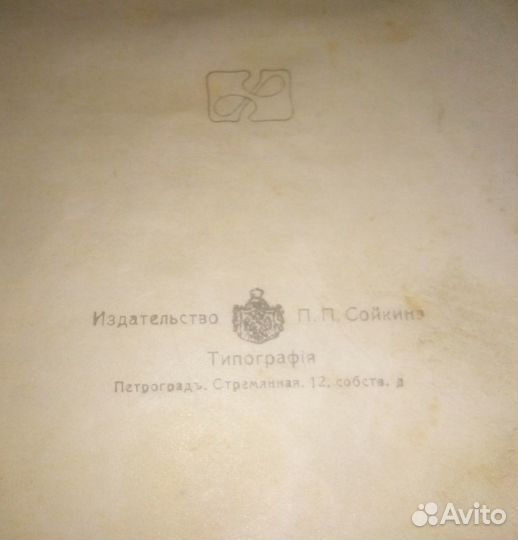 Издательство П. П. Сойкина
Типографія
Петроградъ. Стремянная. 12, собств. д
Avito